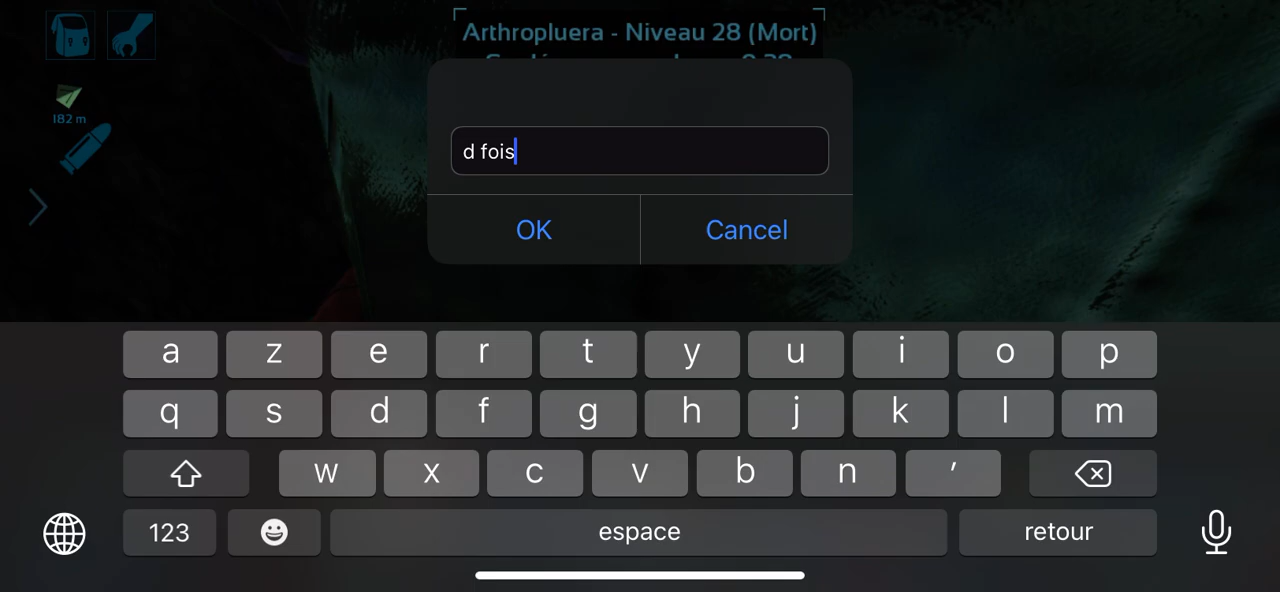 Arthropluera - Niveau 28 (Mort)
182 m
d fois
OK
Cancel
a z e r t y u i o p
q s d f g h j k l m
w x c v b n ’
123
espace
retour